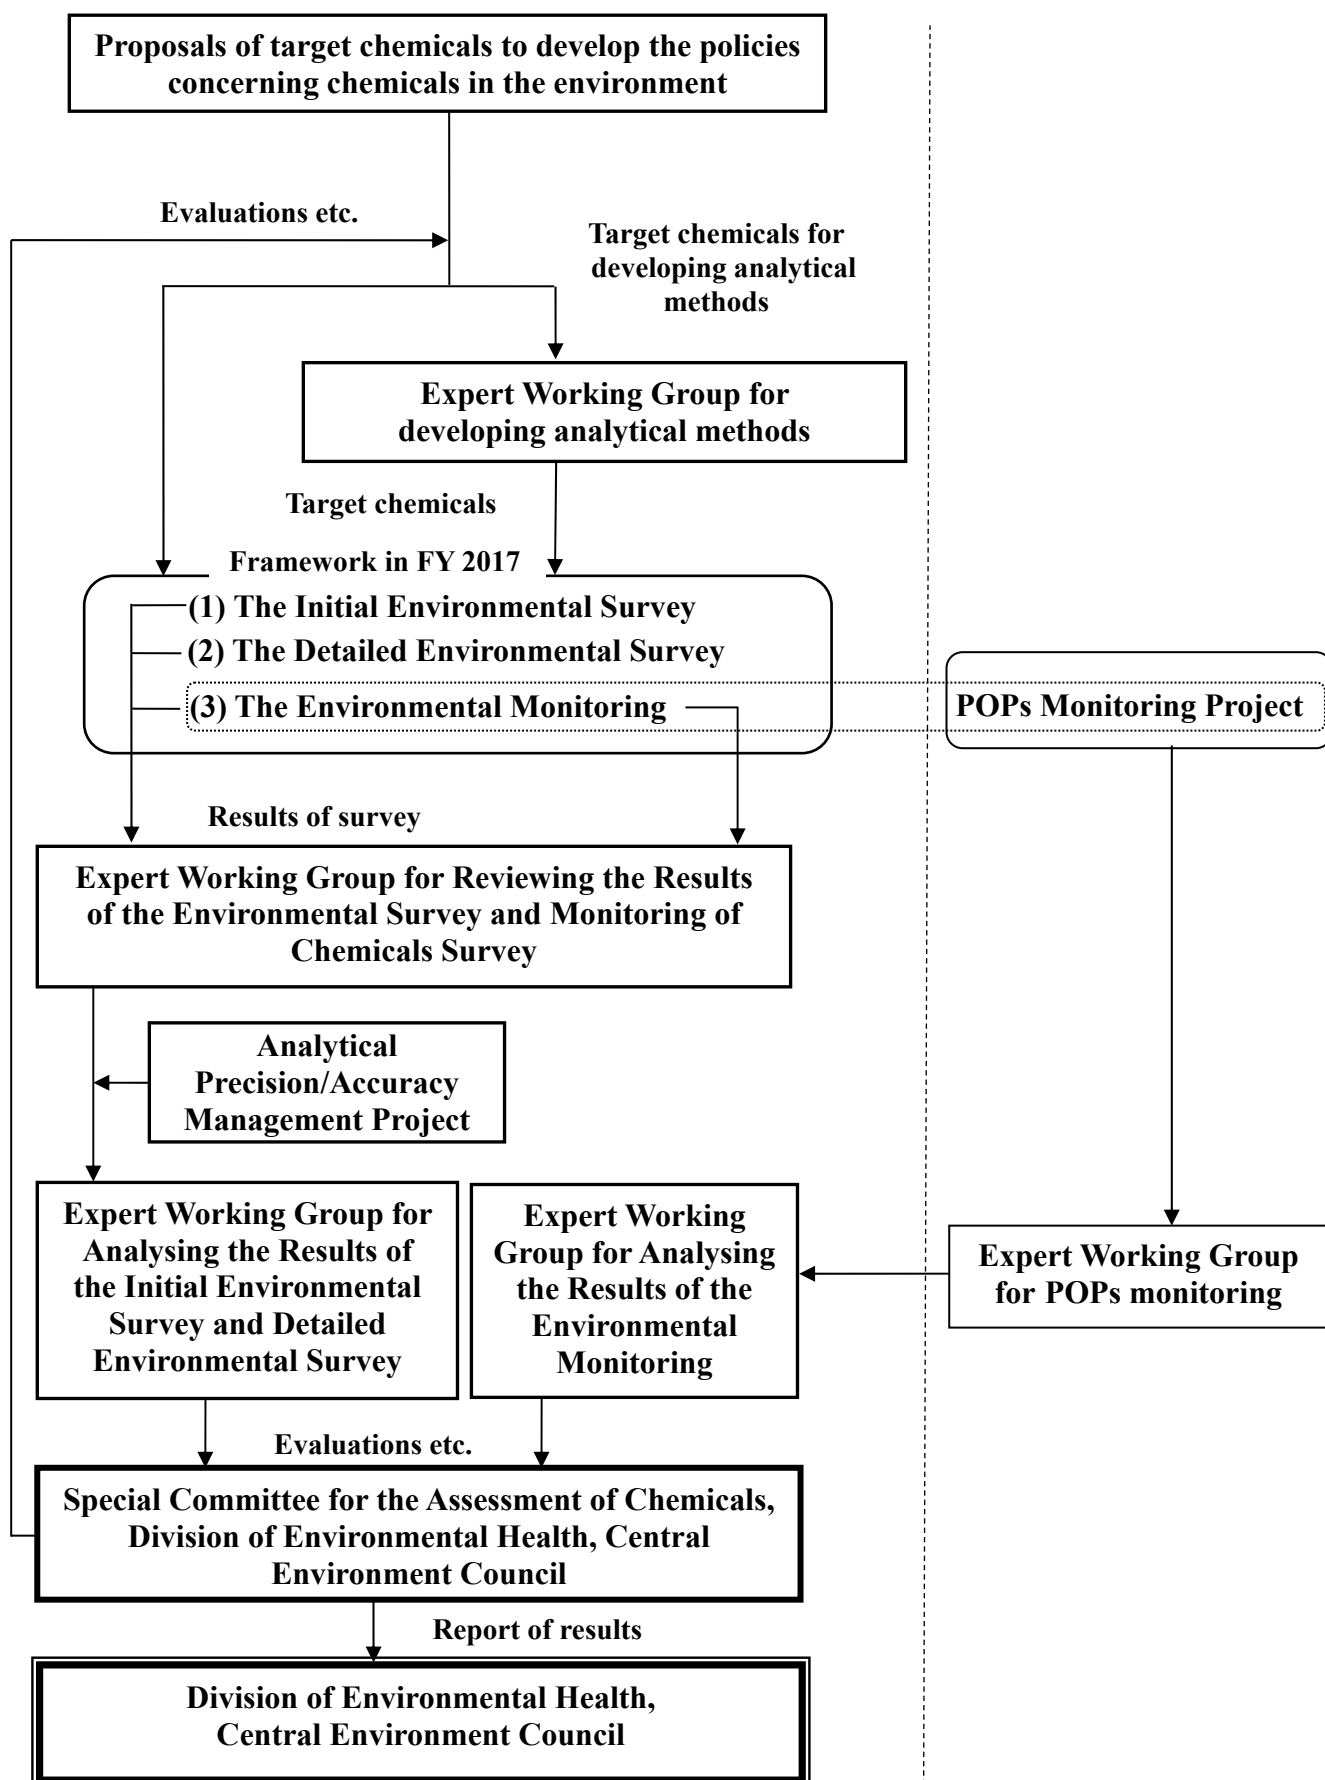 Proposals of target chemicals to develop the policies
concerning chemicals in the environment
Evaluations etc.
Target chemicals for
developing analytical
methods
Expert Working Group for
developing analytical methods
Target chemicals
Framework in FY 2017
(1) The Initial Environmental Survey
(2) The Detailed Environmental Survey
(3) The Environmental Monitoring
POPs Monitoring Project
Results of survey
Expert Working Group for Reviewing the Results
of the Environmental Survey and Monitoring of
Chemicals Survey
Analytical
Precision/Accuracy
Management Project
Expert Working Group for
Analysing the Results of
the Initial Environmental
Survey and Detailed
Environmental Survey
Expert Working
Group for Analysing
the Results of the
Environmental
Monitoring
Expert Working Group
for POPs monitoring
Evaluations etc.
Special Committee for the Assessment of Chemicals,
Division of Environmental Health, Central
Environment Council
Report of results
Division of Environmental Health,
Central Environment Council